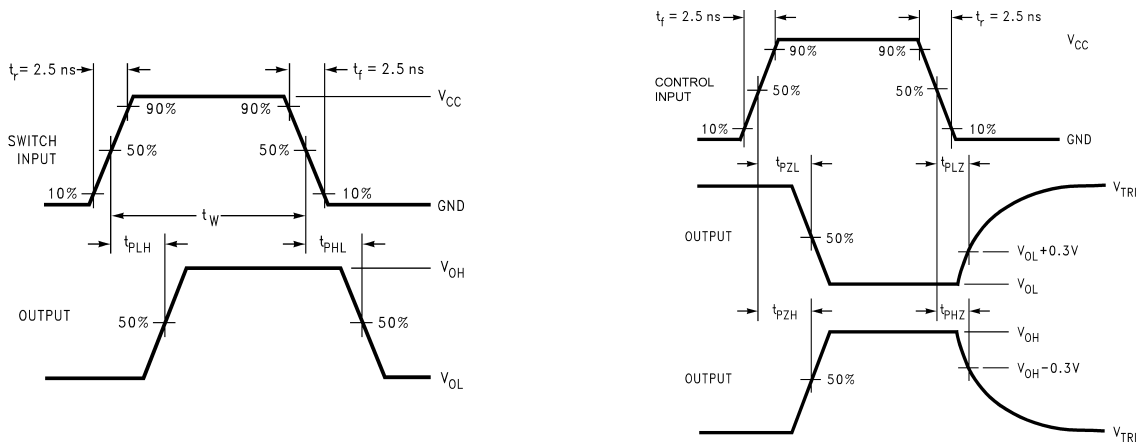 tr = 2.5 ns
tf = 2.5 ns
VCC
90%
90%
SWITCH
INPUT
50%
50%
10%
10%
GND
tW
tPLH
tPHL
VOH
OUTPUT
50%
50%
VOL
tf = 2.5 ns
tr = 2.5 ns
90%
90%
VCC
CONTROL
INPUT
50%
50%
10%
10%
GND
tPZL
tPLZ
VTRI
OUTPUT
50%
VOL+0.3V
VOL
tPZH
tPHZ
VOH
VOH−0.3V
OUTPUT
50%
VTRI